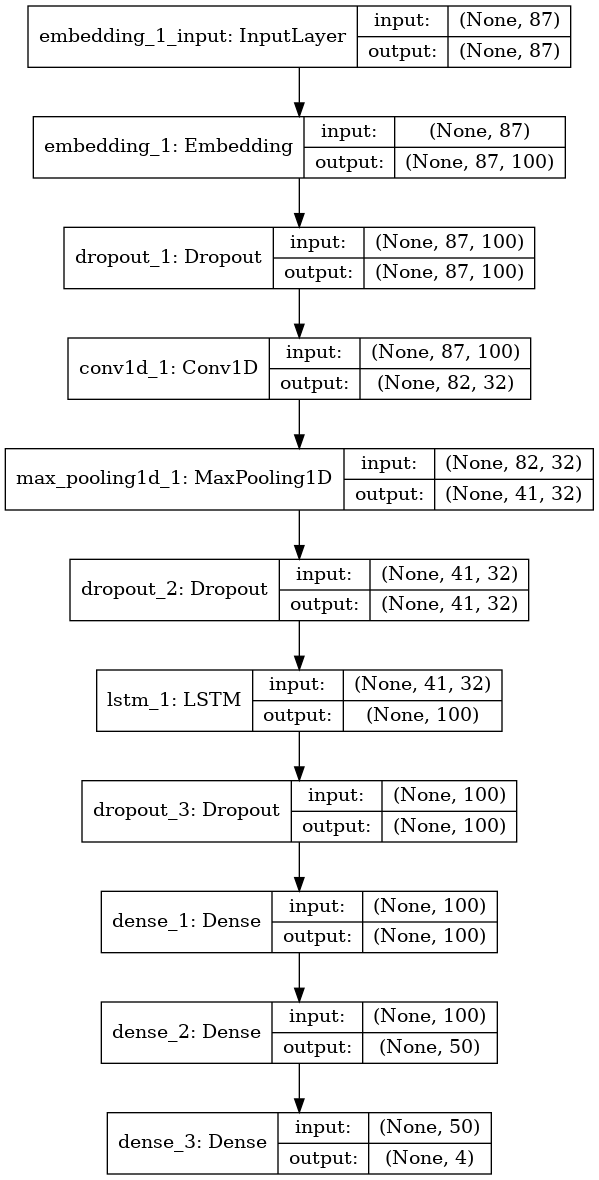 embedding_1_input: InputLayer
input: (None, 87)
output: (None, 87)
embedding_1: Embedding
input: (None, 87)
output: (None, 87, 100)
dropout_1: Dropout
input: (None, 87, 100)
output: (None, 87, 100)
conv1d_1: Conv1D
input: (None, 87, 100)
output: (None, 82, 32)
max_pooling1d_1: MaxPooling1D
input: (None, 82, 32)
output: (None, 41, 32)
dropout_2: Dropout
input: (None, 41, 32)
output: (None, 41, 32)
lstm_1: LSTM
input: (None, 41, 32)
output: (None, 100)
dropout_3: Dropout
input: (None, 100)
output: (None, 100)
dense_1: Dense
input: (None, 100)
output: (None, 100)
dense_2: Dense
input: (None, 100)
output: (None, 50)
dense_3: Dense
input: (None, 50)
output: (None, 4)